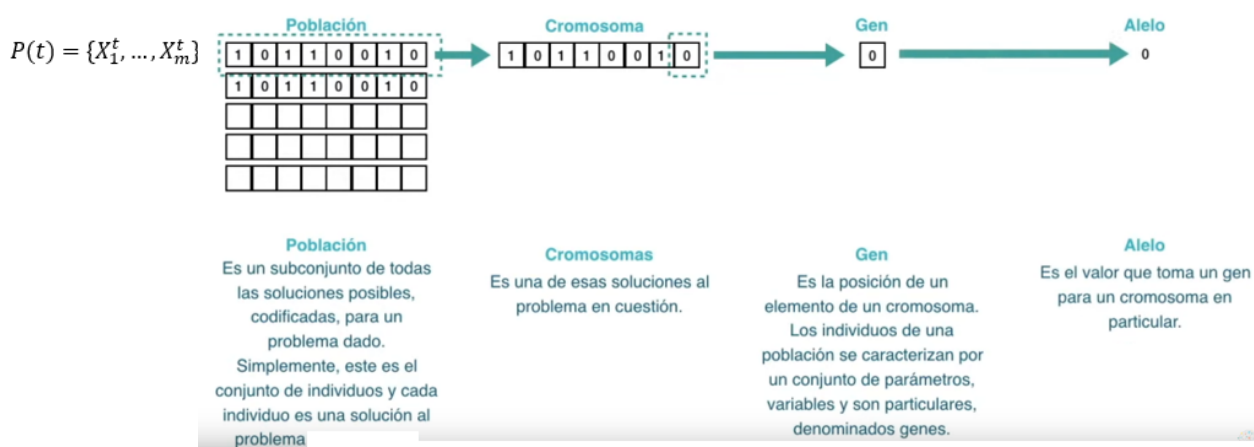 P(t) = {X₁ᵗ, …, Xₘᵗ}
Población
1 0 1 1 0 0 1 0
1 0 1 1 0 0 1 0
Cromosoma
1 0 1 1 0 0 1 0
Gen
0
Alelo
0
Población
Es un subconjunto de todas
las soluciones posibles,
codificadas, para un
problema dado.
Simplemente, este es el
conjunto de individuos y cada
individuo es una solución al
problema
Cromosomas
Es una de esas soluciones al
problema en cuestión.
Gen
Es la posición de un
elemento de un cromosoma.
Los individuos de una
población se caracterizan por
un conjunto de parámetros,
variables y son particulares,
denominados genes.
Alelo
Es el valor que toma un gen
para un cromosoma en
particular.